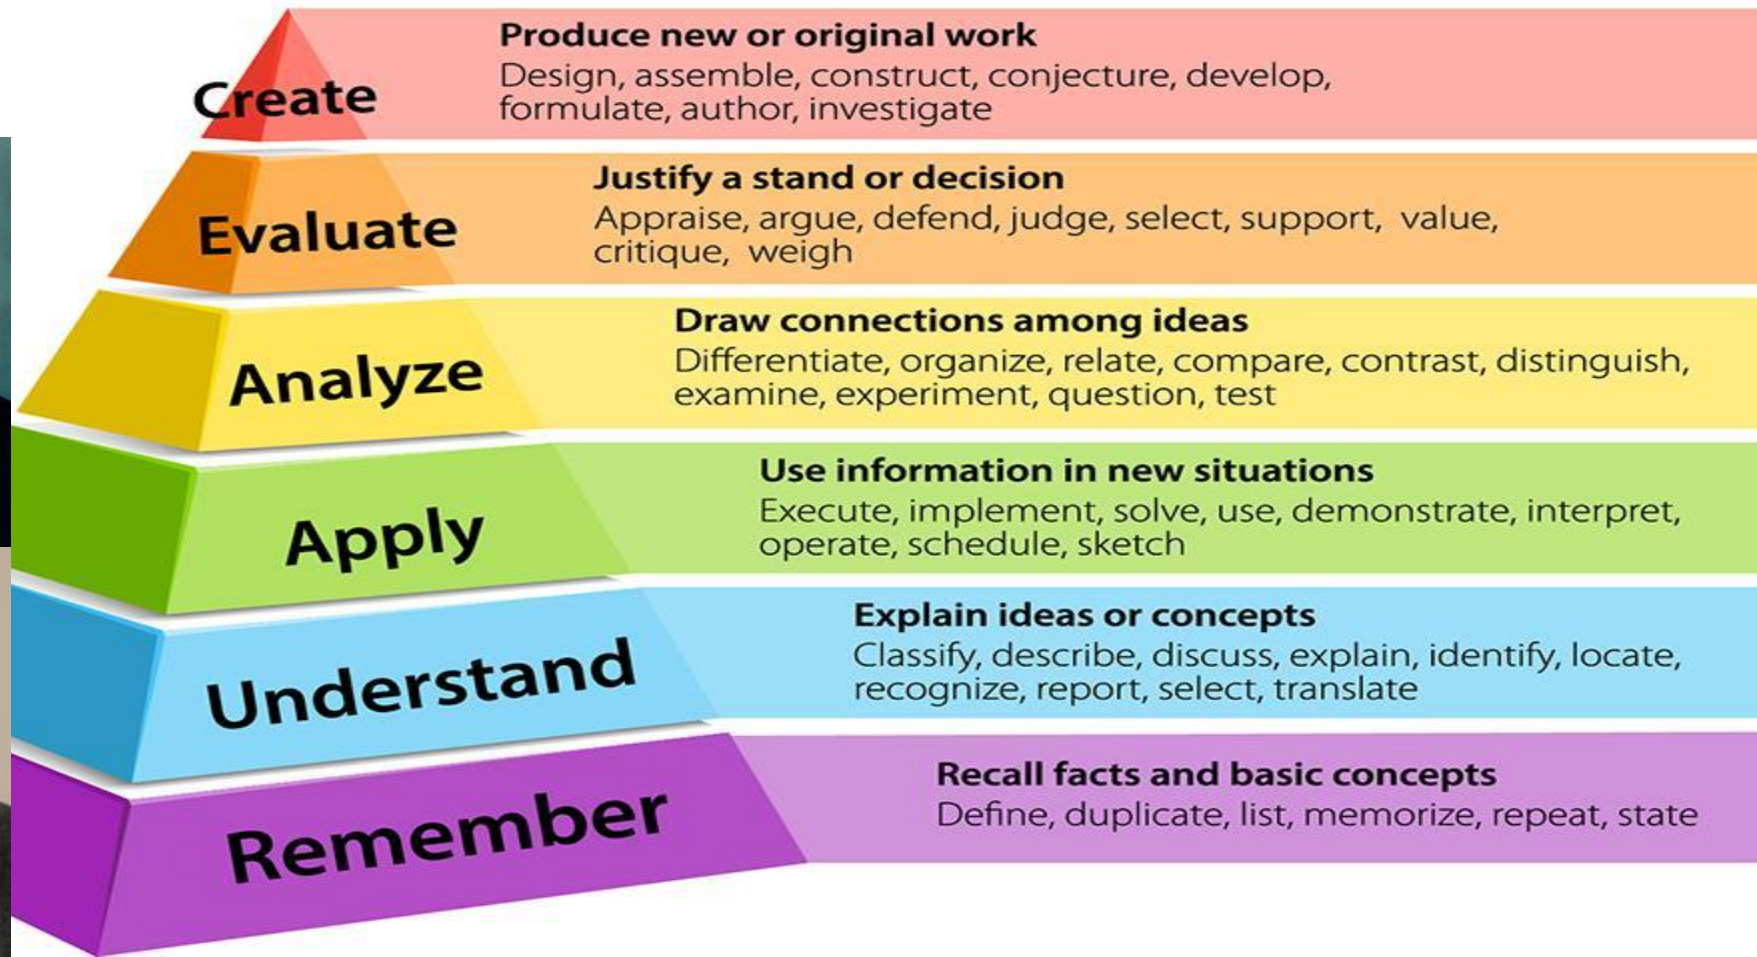 Create
Produce new or original work
Design, assemble, construct, conjecture, develop,
formulate, author, investigate
Evaluate
Justify a stand or decision
Appraise, argue, defend, judge, select, support, value,
critique, weigh
Analyze
Draw connections among ideas
Differentiate, organize, relate, compare, contrast, distinguish,
examine, experiment, question, test
Apply
Use information in new situations
Execute, implement, solve, use, demonstrate, interpret,
operate, schedule, sketch
Understand
Explain ideas or concepts
Classify, describe, discuss, explain, identify, locate,
recognize, report, select, translate
Remember
Recall facts and basic concepts
Define, duplicate, list, memorize, repeat, state